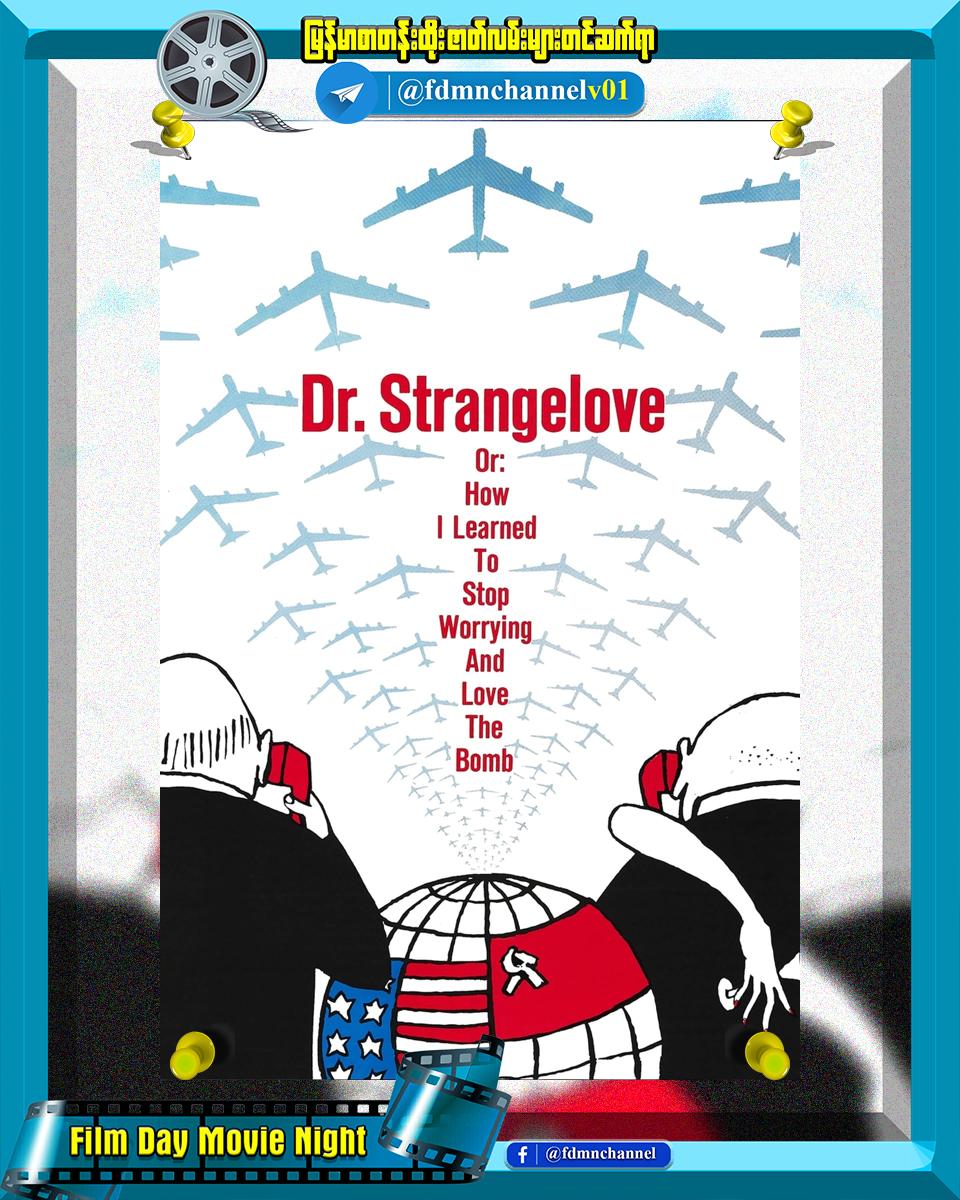 မြန်မာစာတန်းထိုးဇာတ်လမ်းများတင်ဆက်ရာ
@fdmnchannelv01
Dr. Strangelove
Or:
How
I Learned
To
Stop
Worrying
And
Love
The
Bomb
Film Day Movie Night
@fdmnchannel